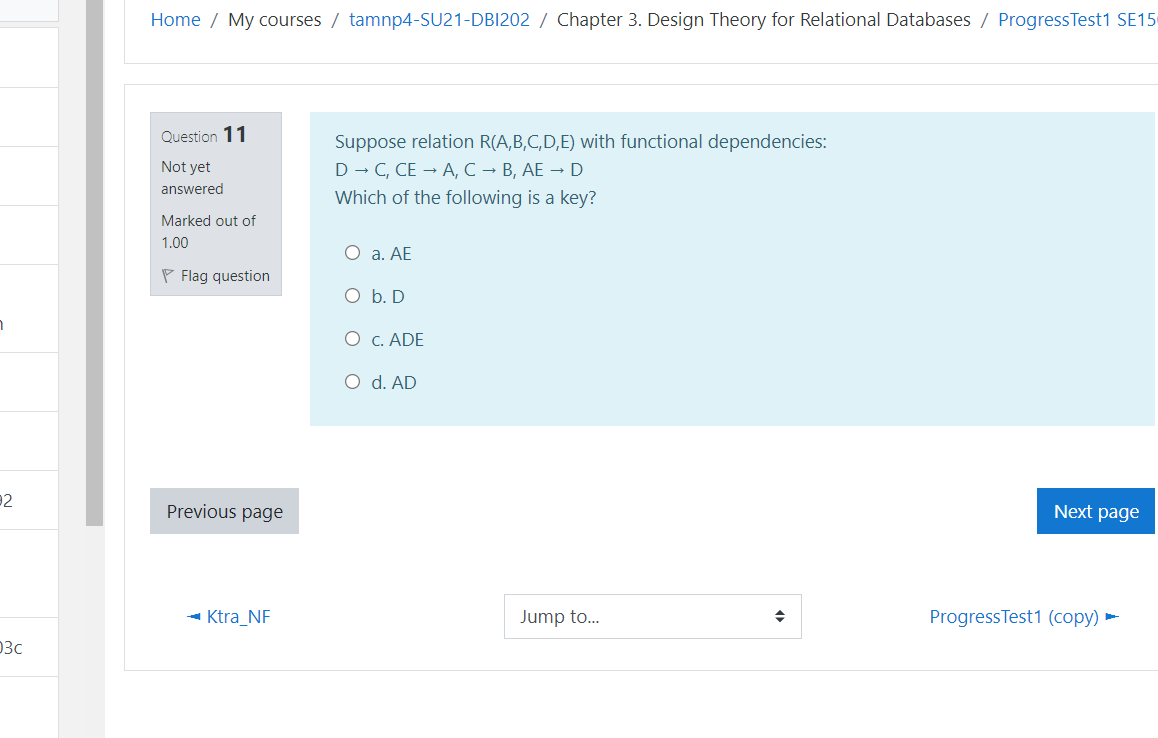 Home / My courses / tamnp4-SU21-DBI202 / Chapter 3. Design Theory for Relational Databases / ProgressTest1 SE15
Question 11
Not yet
answered
Marked out of
1.00
Flag question
Suppose relation R(A,B,C,D,E) with functional dependencies:
D → C, CE → A, C → B, AE → D
Which of the following is a key?
a. AE
b. D
c. ADE
d. AD
Previous page
Next page
◄ Ktra_NF
Jump to...
ProgressTest1 (copy) ►
03c